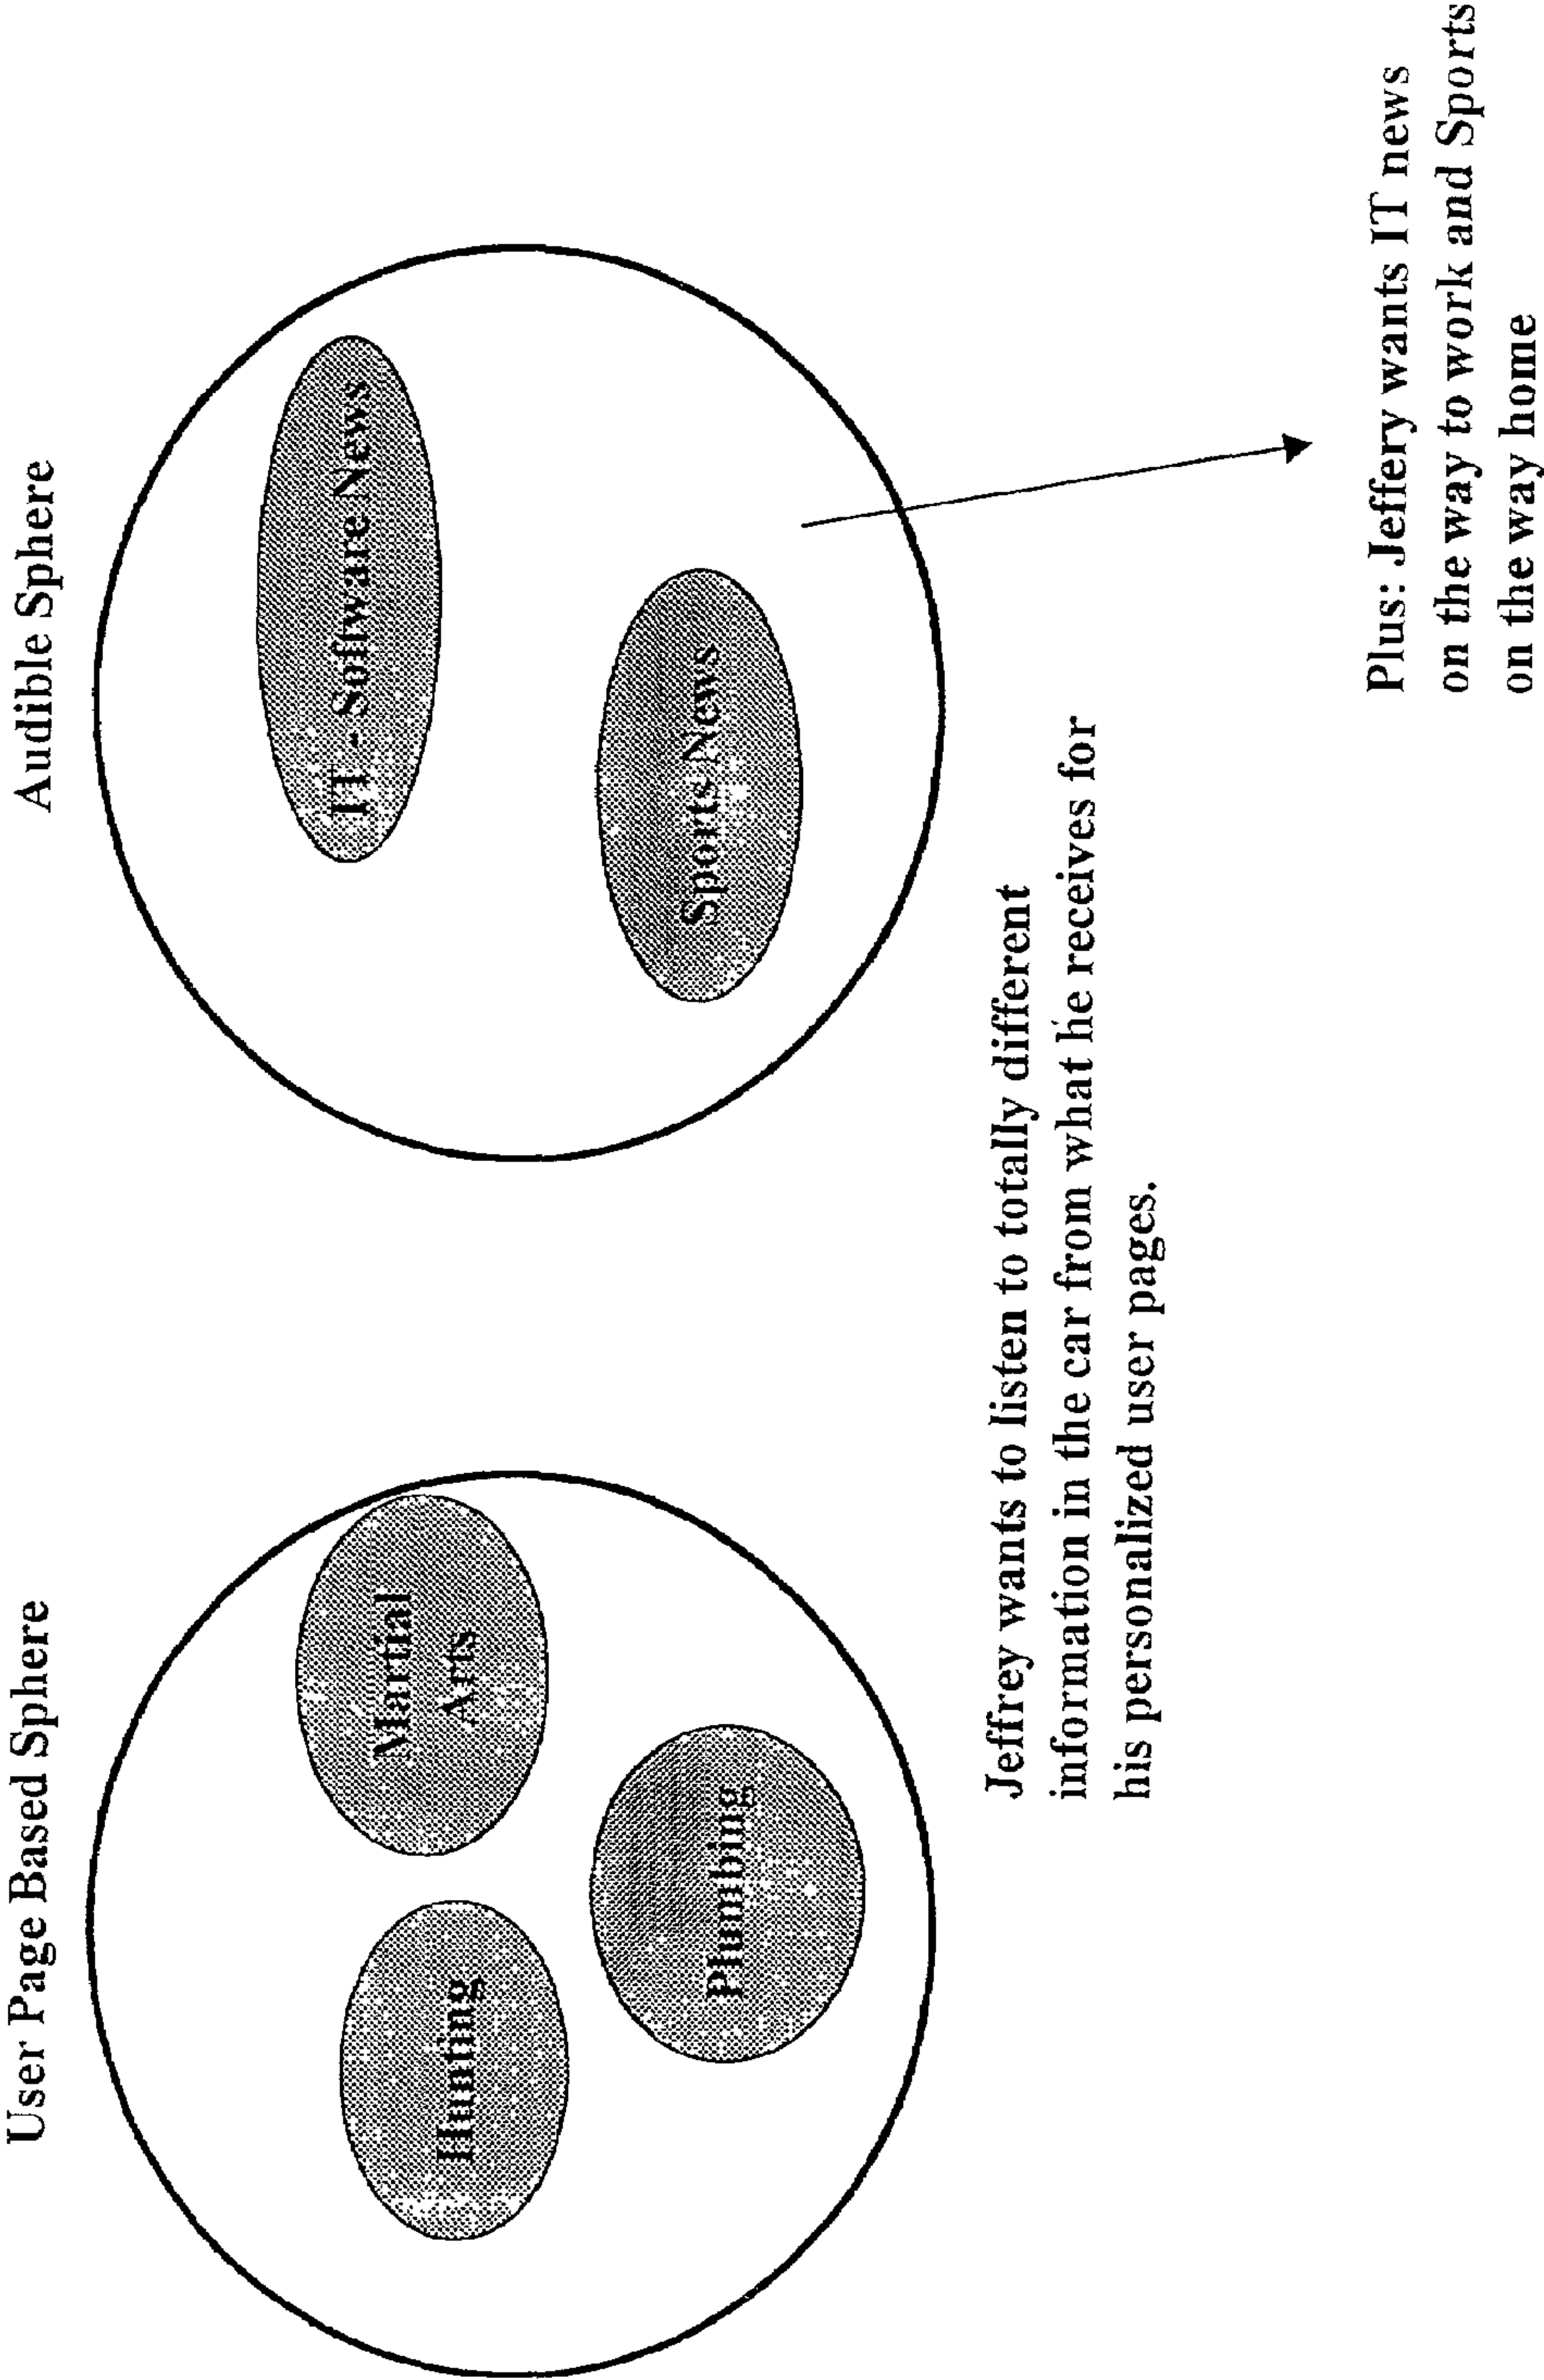 User Page Based Sphere
Hunting
Martial
Arts
Plumbing
Audible Sphere
IT - Software News
Sports News
Jeffrey wants to listen to totally different
information in the car from what he receives for
his personalized user pages.
Plus: Jeffery wants IT news
on the way to work and Sports
on the way home